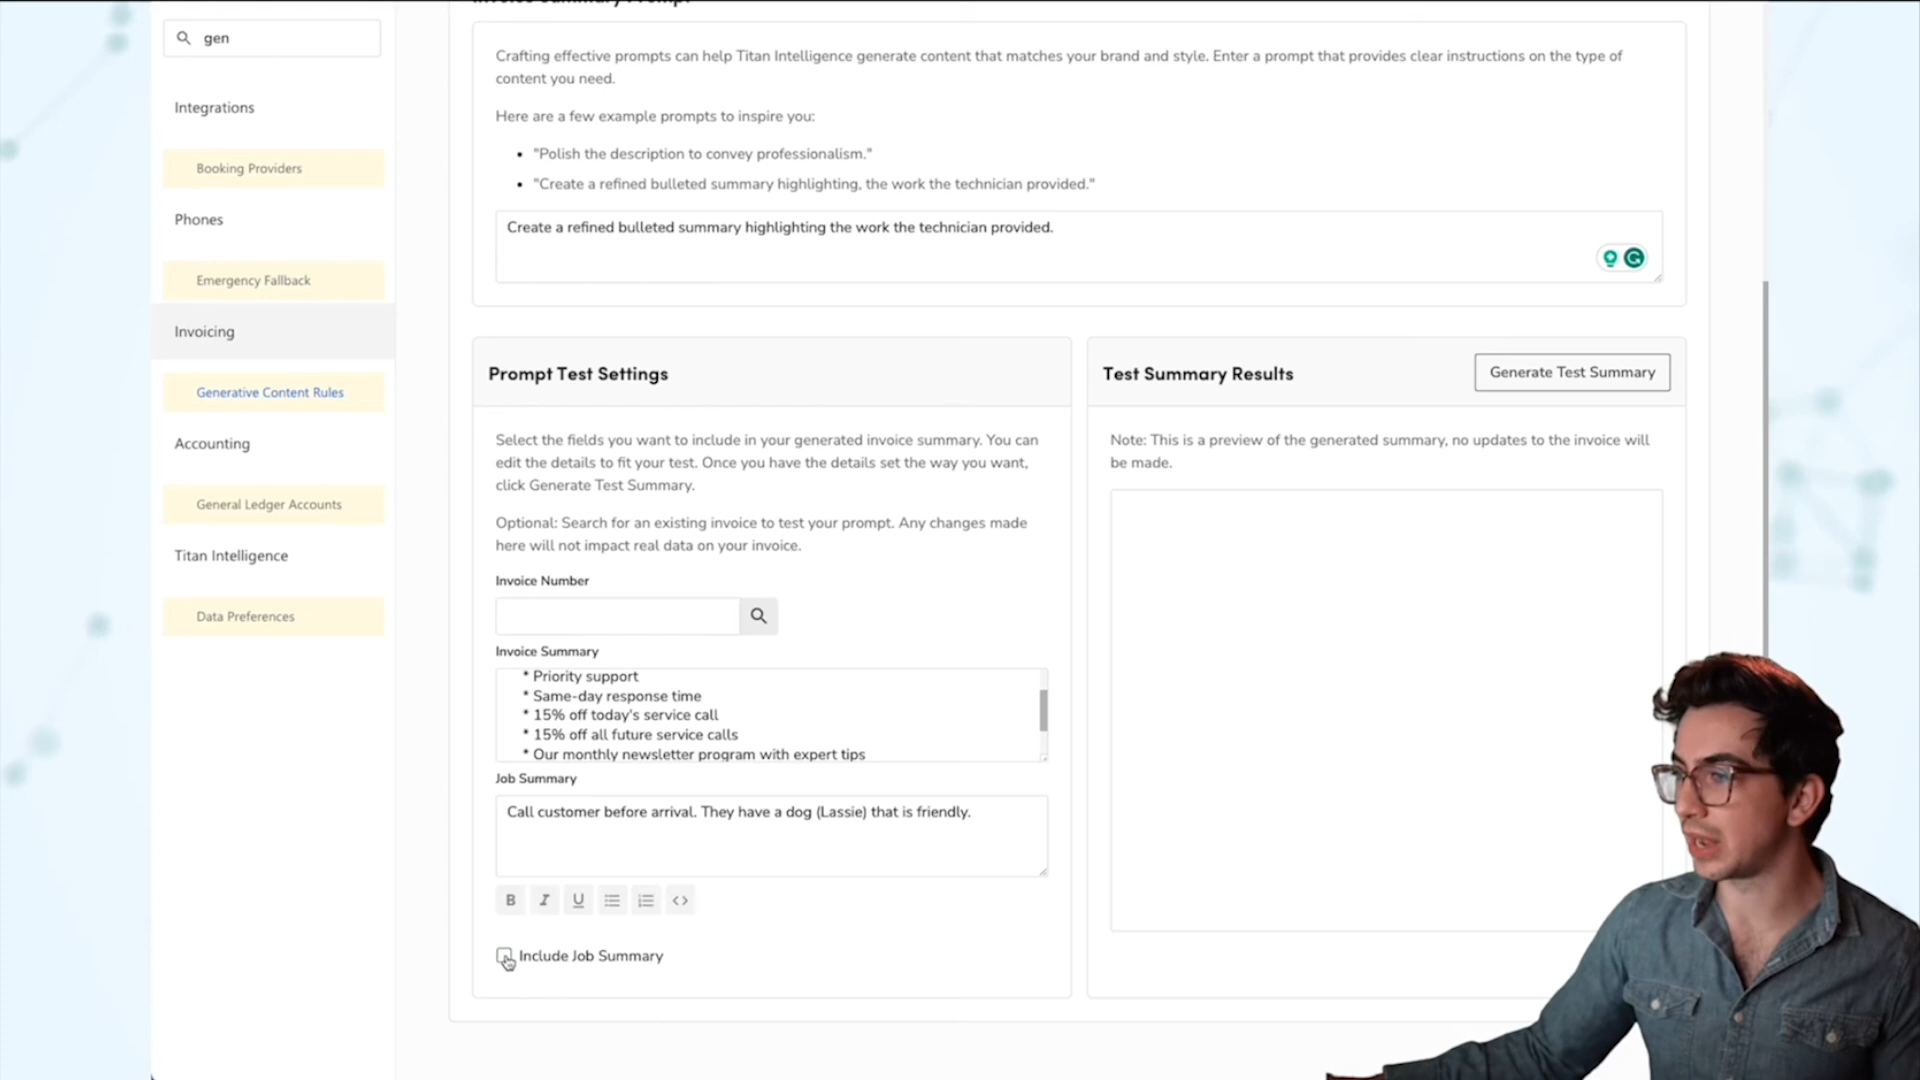 Invoice Summary Prompt
gen
Crafting effective prompts can help Titan Intelligence generate content that matches your brand and style. Enter a prompt that provides clear instructions on the type of
content you need.
Here are a few example prompts to inspire you:
• "Polish the description to convey professionalism."
• "Create a refined bulleted summary highlighting, the work the technician provided."
Create a refined bulleted summary highlighting the work the technician provided.
Integrations
Booking Providers
Phones
Emergency Fallback
Invoicing
Generative Content Rules
Accounting
General Ledger Accounts
Titan Intelligence
Data Preferences
Prompt Test Settings
Select the fields you want to include in your generated invoice summary. You can
edit the details to fit your test. Once you have the details set the way you want,
click Generate Test Summary.
Optional: Search for an existing invoice to test your prompt. Any changes made
here will not impact real data on your invoice.
Invoice Number
Invoice Summary
* Priority support
* Same-day response time
* 15% off today's service call
* 15% off all future service calls
* Our monthly newsletter program with expert tips
Job Summary
Call customer before arrival. They have a dog (Lassie) that is friendly.
B I U
Include Job Summary
Test Summary Results
Generate Test Summary
Note: This is a preview of the generated summary, no updates to the invoice will
be made.